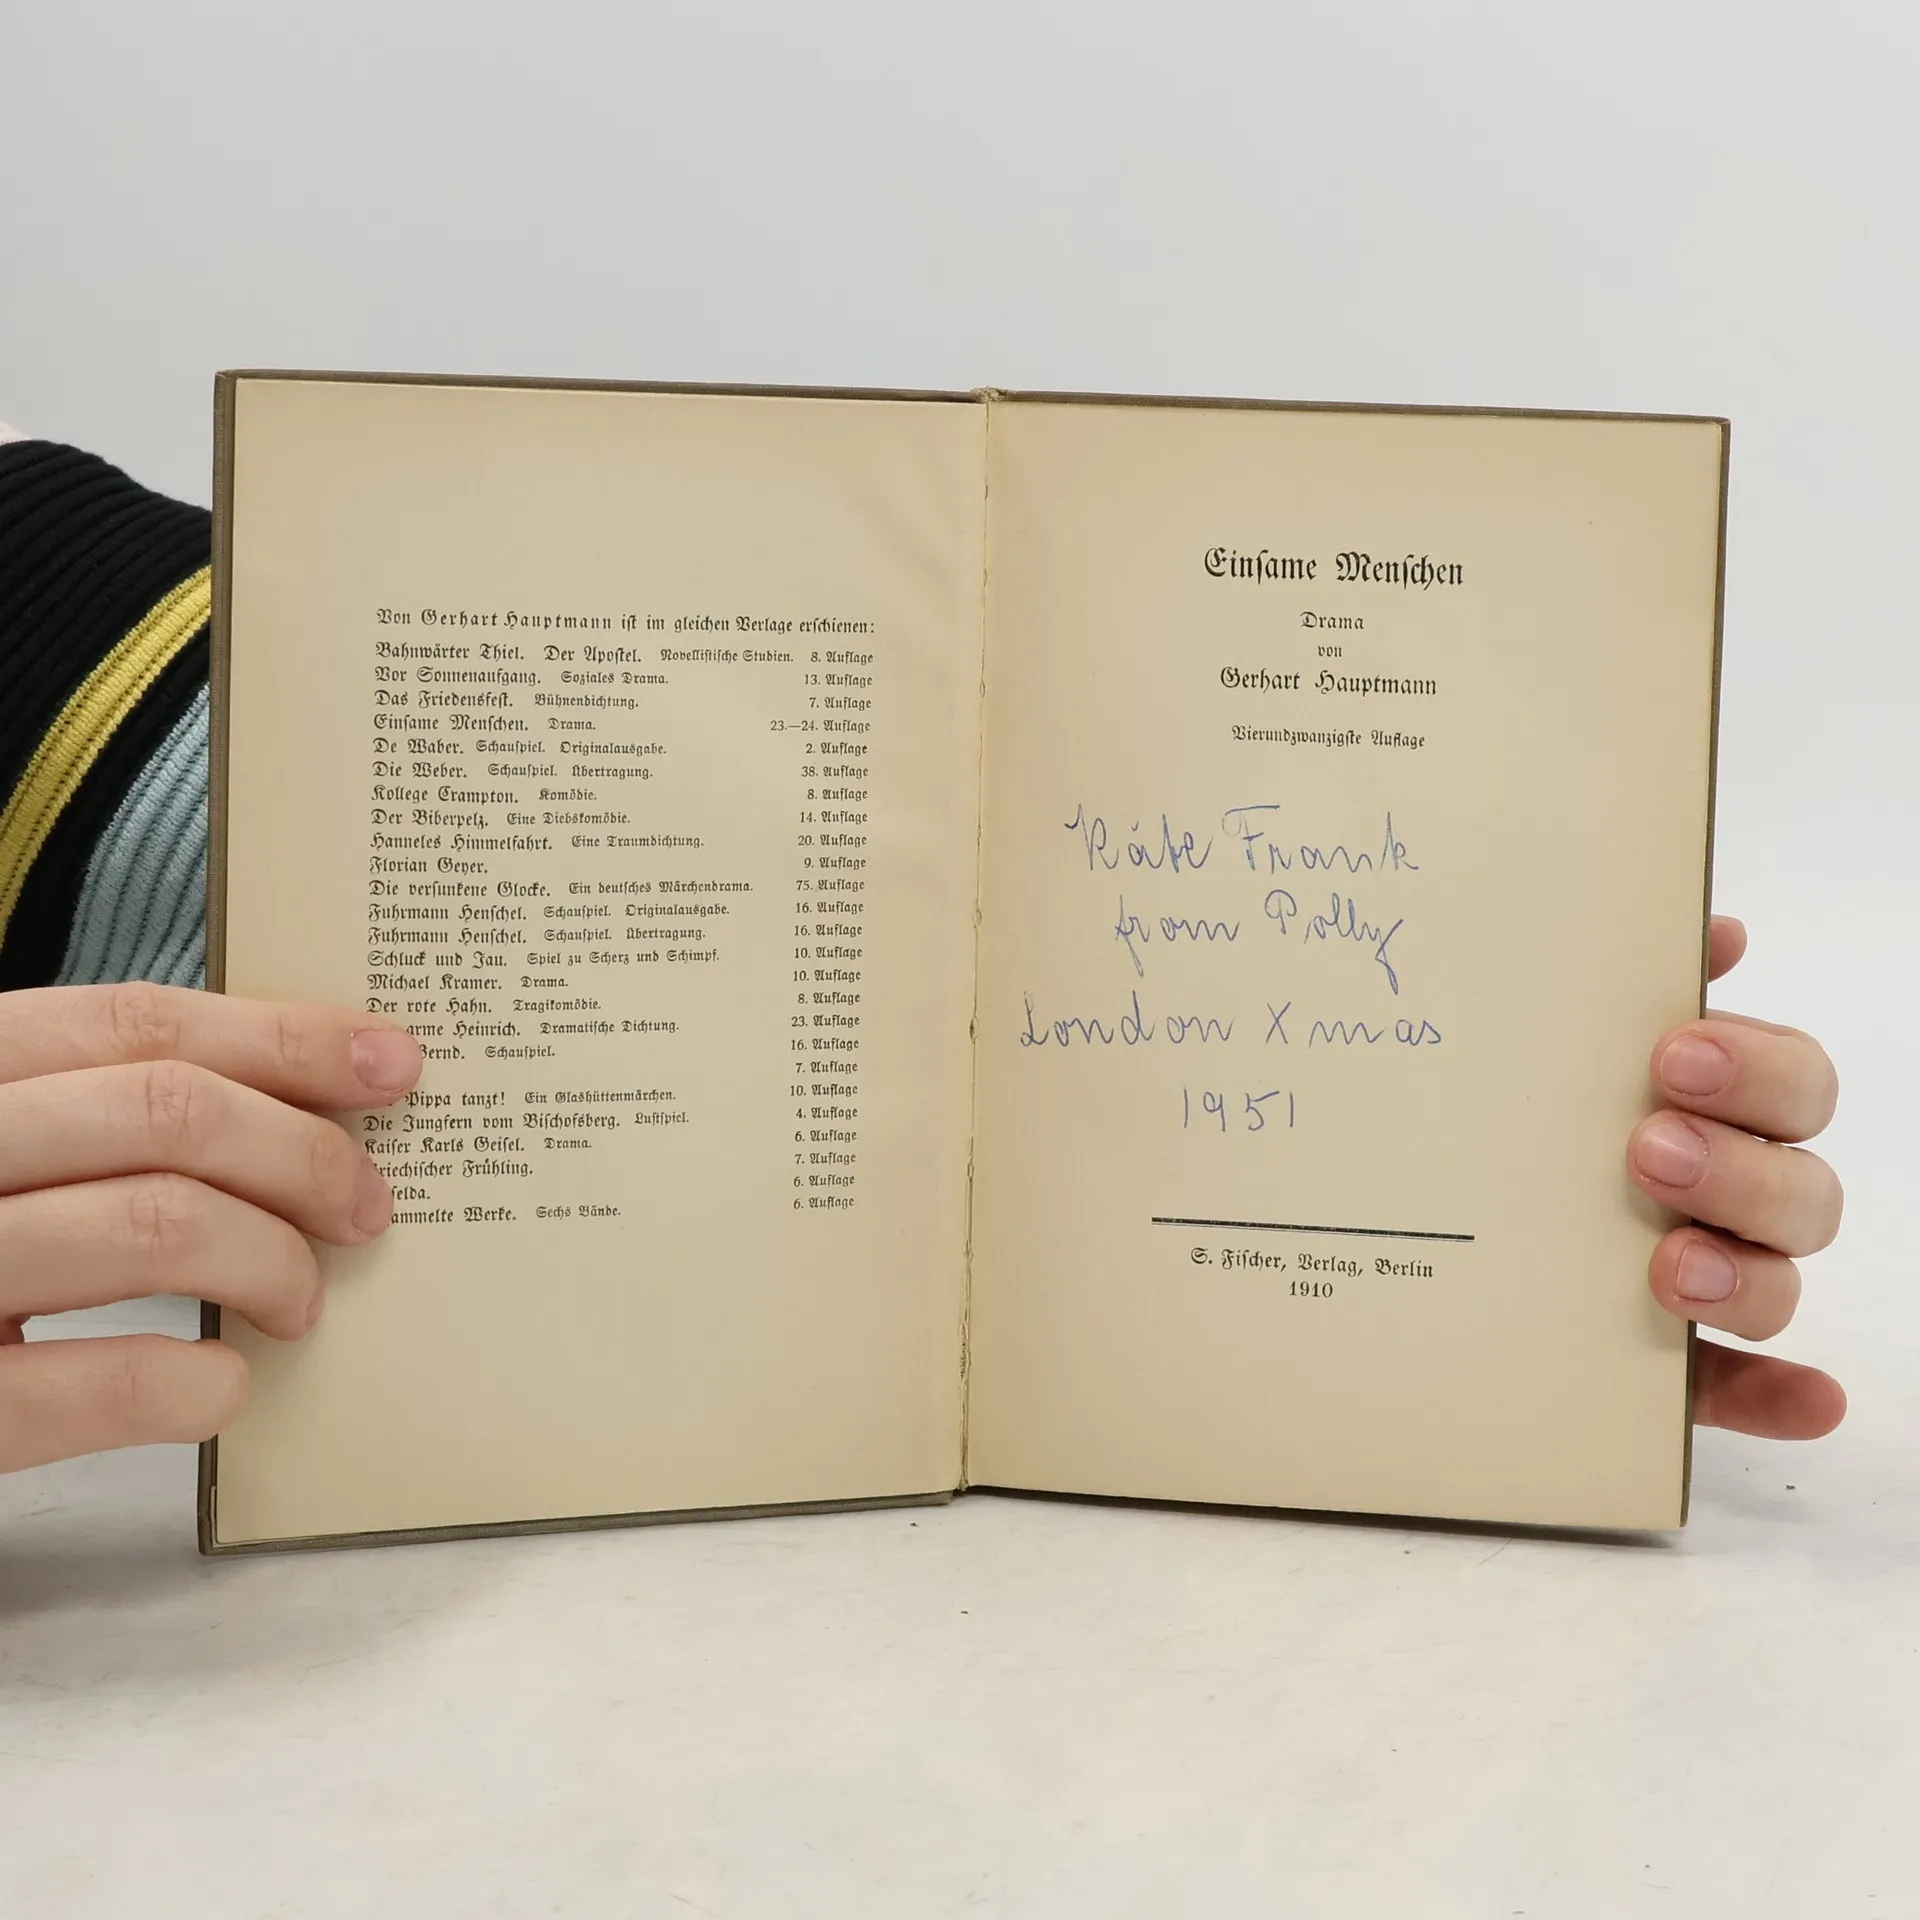 Von Gerhart Hauptmann iſt im gleichen Verlage erſchienen:
Bahnwärter Thiel. Der Apoſtel. Novelliſtiſche Studien. 8. Auflage
Vor Sonnenaufgang. Soziales Drama. 13. Auflage
Das Friedensfeſt. Bühnendichtung. 7. Auflage
Einſame Menſchen. Drama. 23.—24. Auflage
De Waber. Schauſpiel. Originalausgabe. 2. Auflage
Die Weber. Schauſpiel. Übertragung. 38. Auflage
Kollege Crampton. Komödie. 8. Auflage
Der Biberpelz. Eine Diebskomödie. 14. Auflage
Hanneles Himmelfahrt. Eine Traumdichtung. 20. Auflage
Florian Geyer. 9. Auflage
Die verſunkene Glocke. Ein deutſches Märchendrama. 75. Auflage
Fuhrmann Henſchel. Schauſpiel. Originalausgabe. 16. Auflage
Fuhrmann Henſchel. Schauſpiel. Übertragung. 16. Auflage
Schluck und Jau. Spiel zu Scherz und Schimpf. 10. Auflage
Michael Kramer. Drama. 10. Auflage
Der rote Hahn. Tragikomödie. 8. Auflage
arme Heinrich. Dramatiſche Dichtung. 23. Auflage
Bernd. Schauſpiel. 16. Auflage
7. Auflage
Pippa tanzt! Ein Glashüttenmärchen. 10. Auflage
Die Jungfern vom Biſchofsberg. Luſtſpiel. 4. Auflage
Kaiſer Karls Geiſel. Drama. 6. Auflage
riechiſcher Frühling. 7. Auflage
ſelda. 6. Auflage
ammelte Werke. Sechs Bände. 6. Auflage
Einſame Menſchen
Drama
von
Gerhart Hauptmann
Vierundzwanzigſte Auflage
Käte Frank
from Polly
London Xmas
1951
S. Fiſcher, Verlag, Berlin
1910